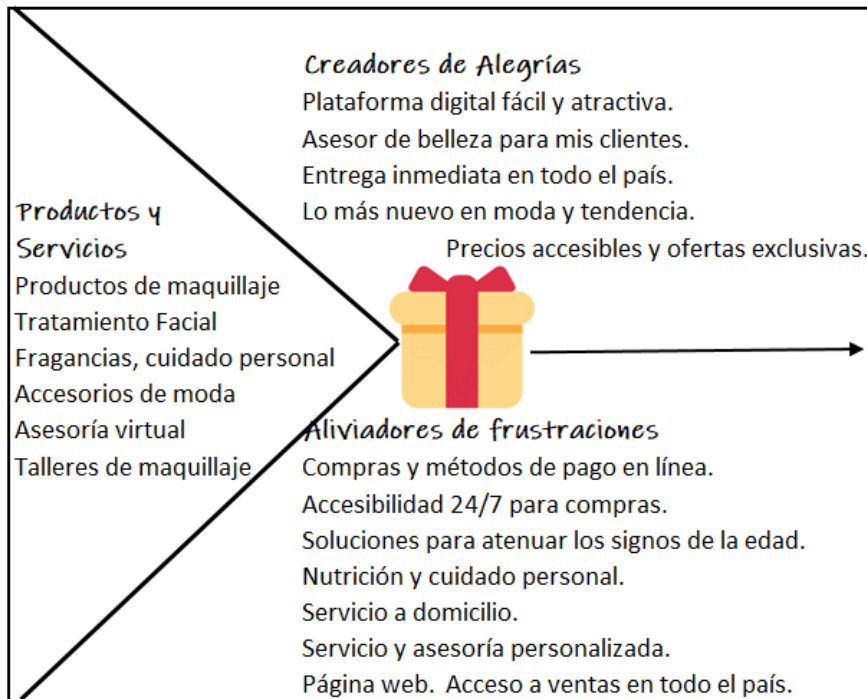 Creadores de Alegrías
Plataforma digital fácil y atractiva.
Asesor de belleza para mis clientes.
Entrega inmediata en todo el país.
Lo más nuevo en moda y tendencia.
Precios accesibles y ofertas exclusivas.
Productos y
Servicios
Productos de maquillaje
Tratamiento Facial
Fragancias, cuidado personal
Accesorios de moda
Asesoría virtual
Talleres de maquillaje
Aliviadores de frustraciones
Compras y métodos de pago en línea.
Accesibilidad 24/7 para compras.
Soluciones para atenuar los signos de la edad.
Nutrición y cuidado personal.
Servicio a domicilio.
Servicio y asesoría personalizada.
Página web.  Acceso a ventas en todo el país.